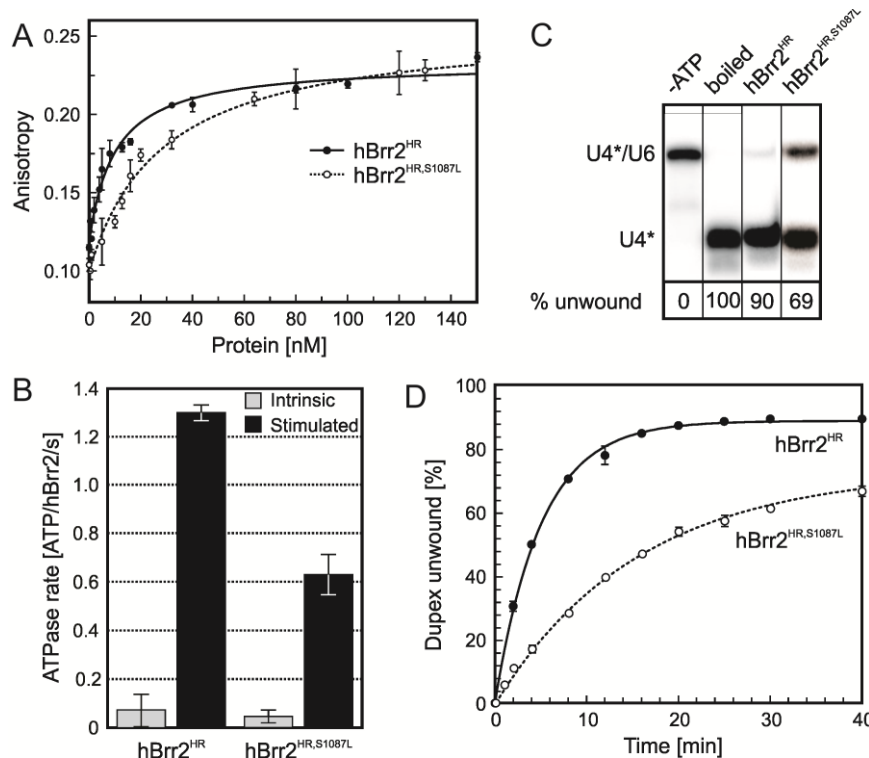 A
0.25
0.20
0.15
0.10
Anisotropy
hBrr2HR
hBrr2HR,S1087L
0 20 40 60 80 100 120 140
Protein [nM]
C
-ATP
boiled
hBrr2HR
hBrr2HR,S1087L
U4*/U6
U4*
% unwound 0 100 90 69
B
1.4
1.2
1.0
0.8
0.6
0.4
0.2
0
ATPase rate [ATP/hBrr2/s]
Intrinsic
Stimulated
hBrr2HR hBrr2HR,S1087L
D
100
80
60
40
20
0
Dupex unwound [%]
hBrr2HR
hBrr2HR,S1087L
0 10 20 30 40
Time [min]